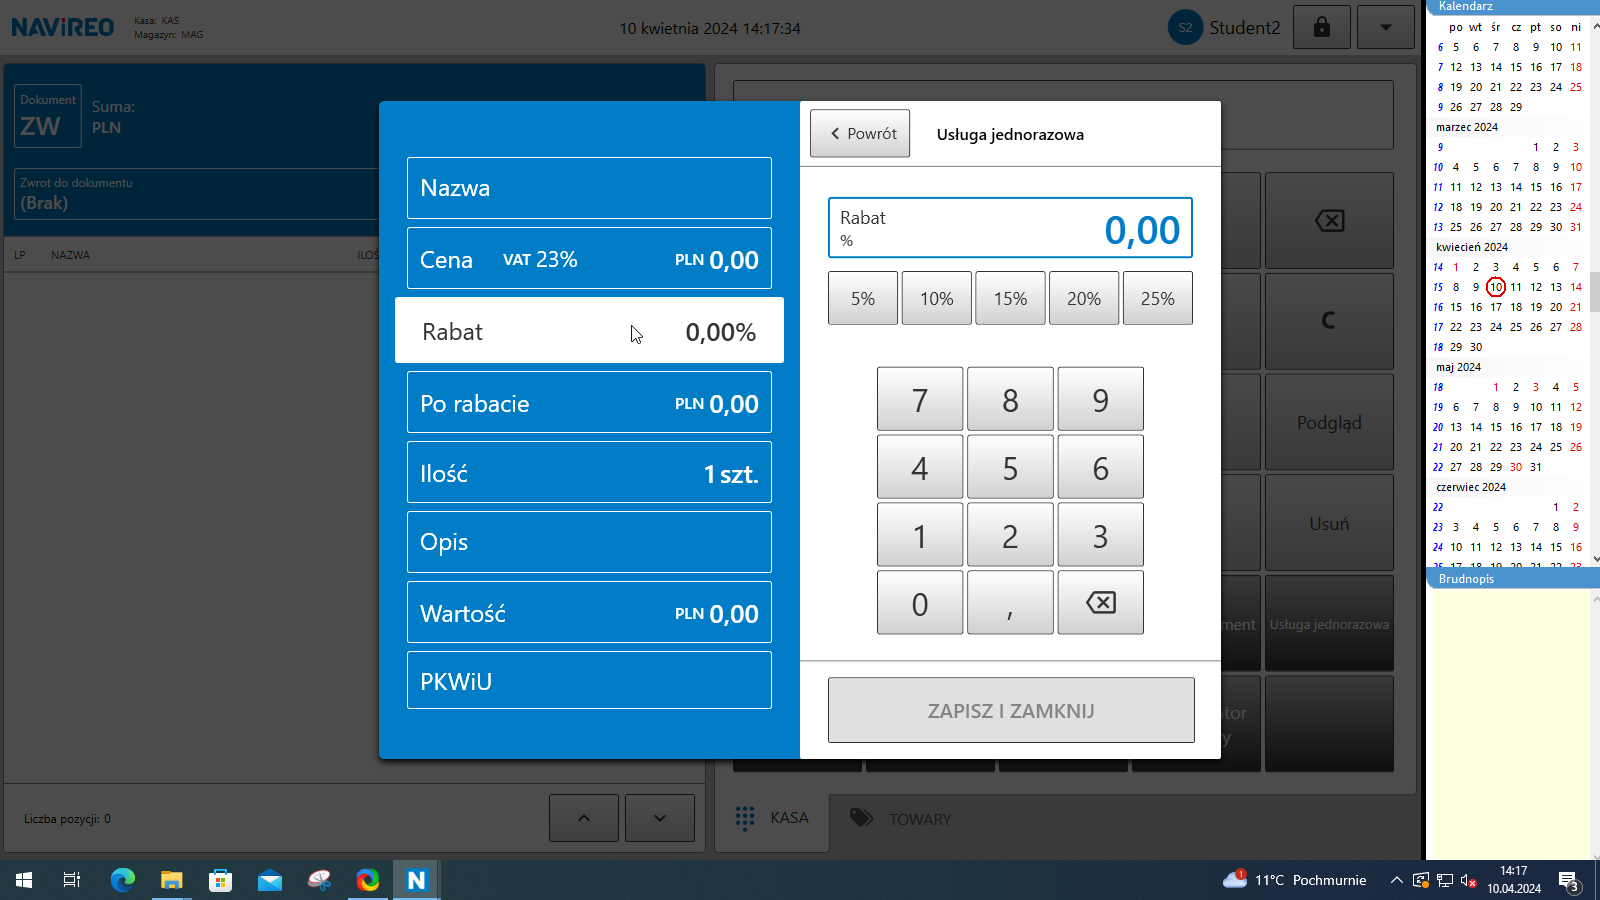 NAViREO
Kasa: KAS
Magazyn: MAG
10 kwietnia 2024 14:17:34
S2 Student2
Dokument
ZW
Suma:
PLN
Zwrot do dokumentu
(Brak)
LP NAZWA
Nazwa
Cena VAT 23% PLN 0,00
Rabat 0,00%
Po rabacie PLN 0,00
Ilość 1 szt.
Opis
Wartość PLN 0,00
PKWiU
Powrót Usługa jednorazowa
Rabat
% 0,00
5% 10% 15% 20% 25%
7 8 9
4 5 6
1 2 3
0 ,
ZAPISZ I ZAMKNIJ
C
Podgląd
Usuń
Usługa jednorazowa
Liczba pozycji: 0
KASA TOWARY
Kalendarz
po wt śr cz pt so ni
6 5 6 7 8 9 10 11
7 12 13 14 15 16 17 18
8 19 20 21 22 23 24 25
9 26 27 28 29
marzec 2024
9 1 2 3
10 4 5 6 7 8 9 10
11 11 12 13 14 15 16 17
12 18 19 20 21 22 23 24
13 25 26 27 28 29 30 31
kwiecień 2024
14 1 2 3 4 5 6 7
15 8 9 10 11 12 13 14
16 15 16 17 18 19 20 21
17 22 23 24 25 26 27 28
18 29 30
maj 2024
18 1 2 3 4 5
19 6 7 8 9 10 11 12
20 13 14 15 16 17 18 19
21 20 21 22 23 24 25 26
22 27 28 29 30 31
czerwiec 2024
22 1 2
23 3 4 5 6 7 8 9
24 10 11 12 13 14 15 16
Brudnopis
N
1
11°C Pochmurnie
14:17
10.04.2024
3